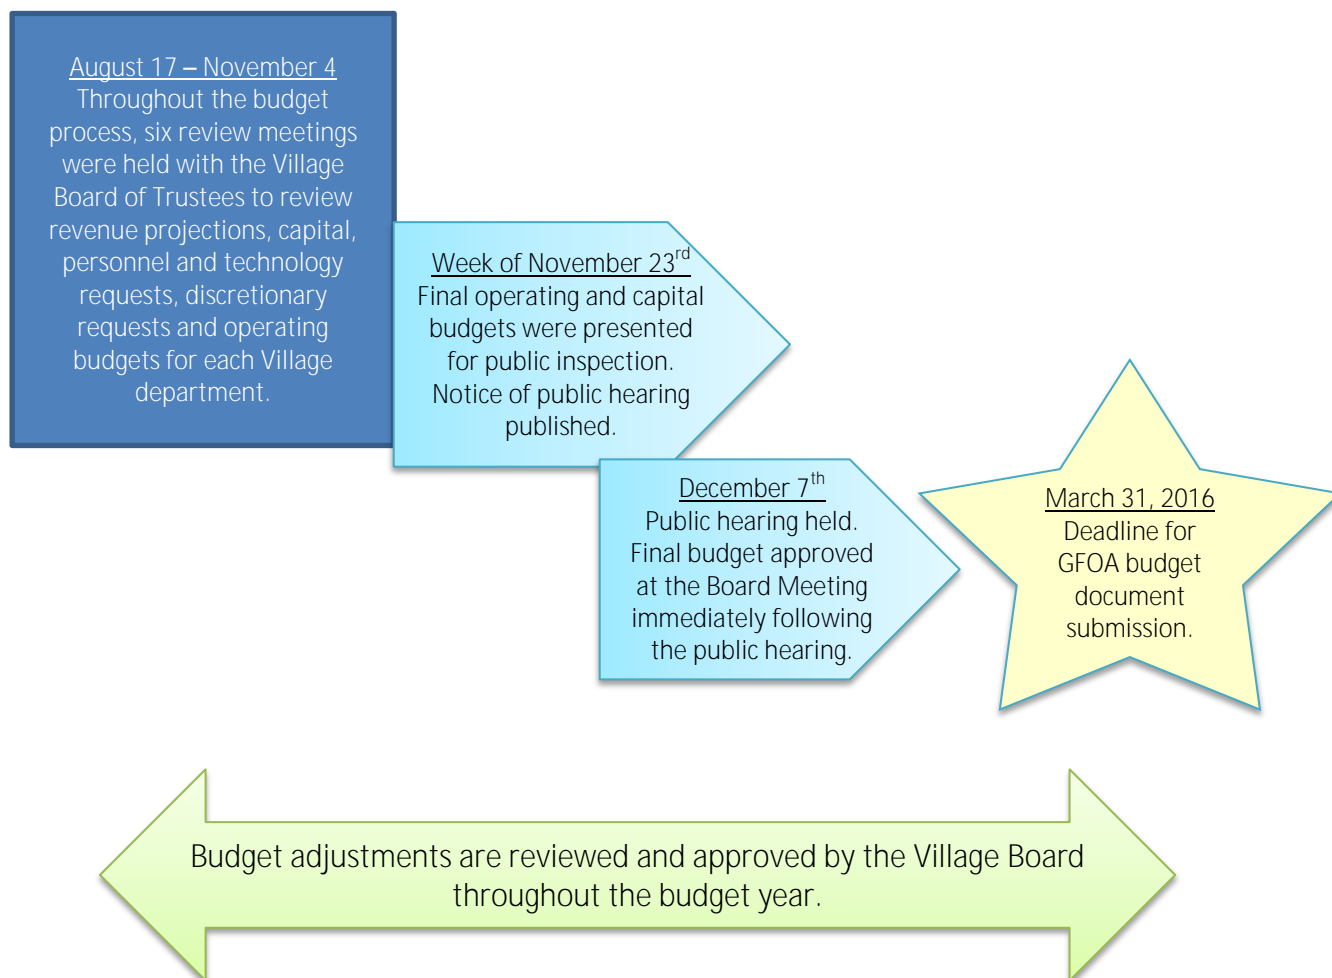 August 17 – November 4
Throughout the budget
process, six review meetings
were held with the Village
Board of Trustees to review
revenue projections, capital,
personnel and technology
requests, discretionary
requests and operating
budgets for each Village
department.
Week of November 23rd
Final operating and capital
budgets were presented
for public inspection.
Notice of public hearing
published.
December 7th
Public hearing held.
Final budget approved
at the Board Meeting
immediately following
the public hearing.
March 31, 2016
Deadline for
GFOA budget
document
submission.
Budget adjustments are reviewed and approved by the Village Board
throughout the budget year.